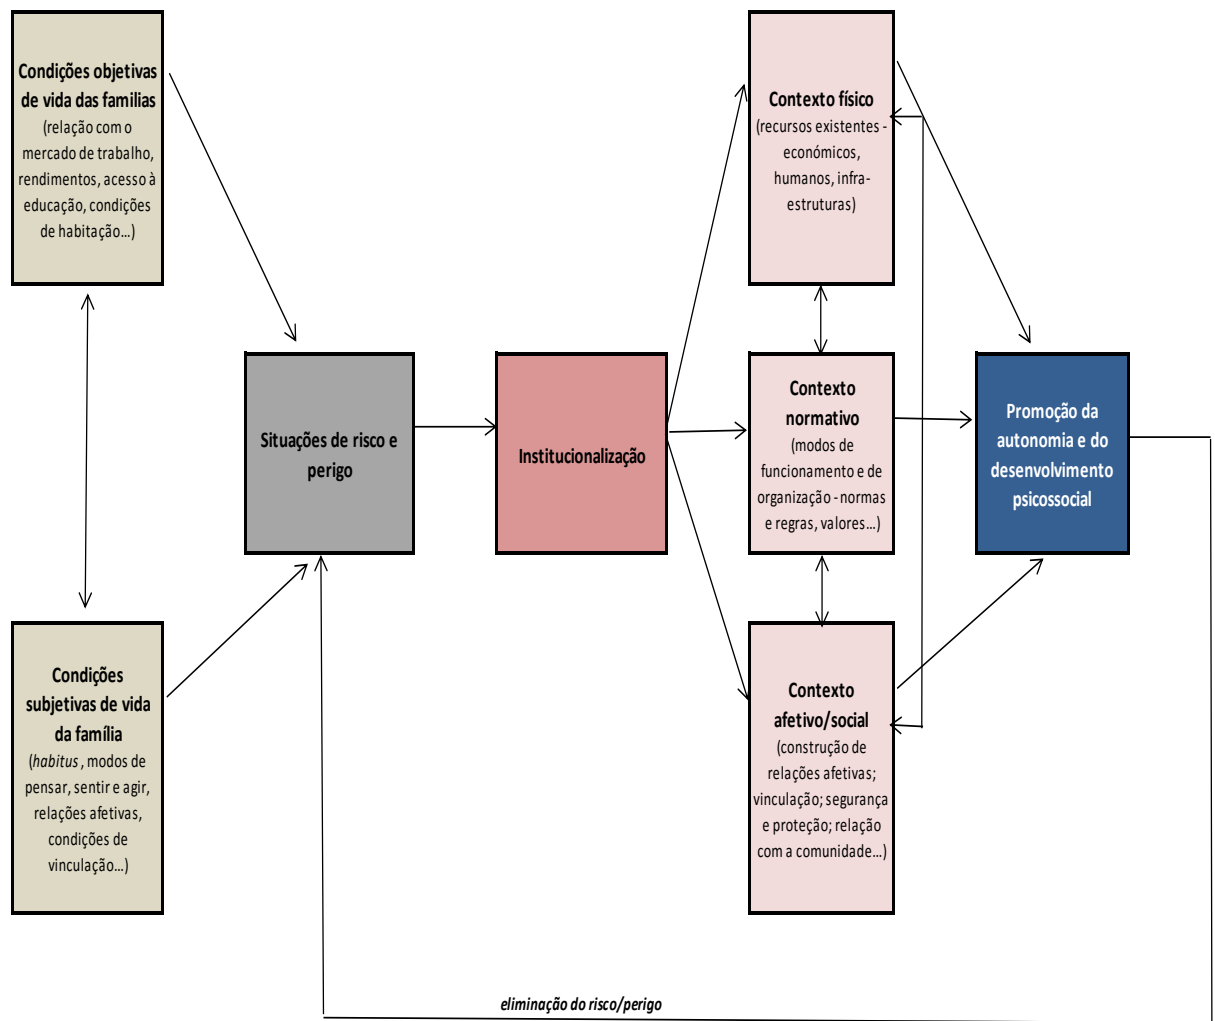 Condições objetivas
de vida das familias
(relação com o
mercado de trabalho,
rendimentos, acesso à
educação, condições
de habitação…)
Condições
subjetivas de vida
da família
(habitus , modos de
pensar, sentir e agir,
relações afetivas,
condições de
vinculação…)
Situações de risco e
perigo
Institucionalização
Contexto físico
(recursos existentes -
económicos,
humanos, infra-
estruturas)
Contexto
normativo
(modos de
funcionamento e de
organização - normas
e regras, valores…)
Contexto
afetivo/social
(construção de
relações afetivas;
vinculação; segurança
e proteção; relação
com a comunidade…)
Promoção da
autonomia e do
desenvolvimento
psicossocial
eliminação do risco/perigo